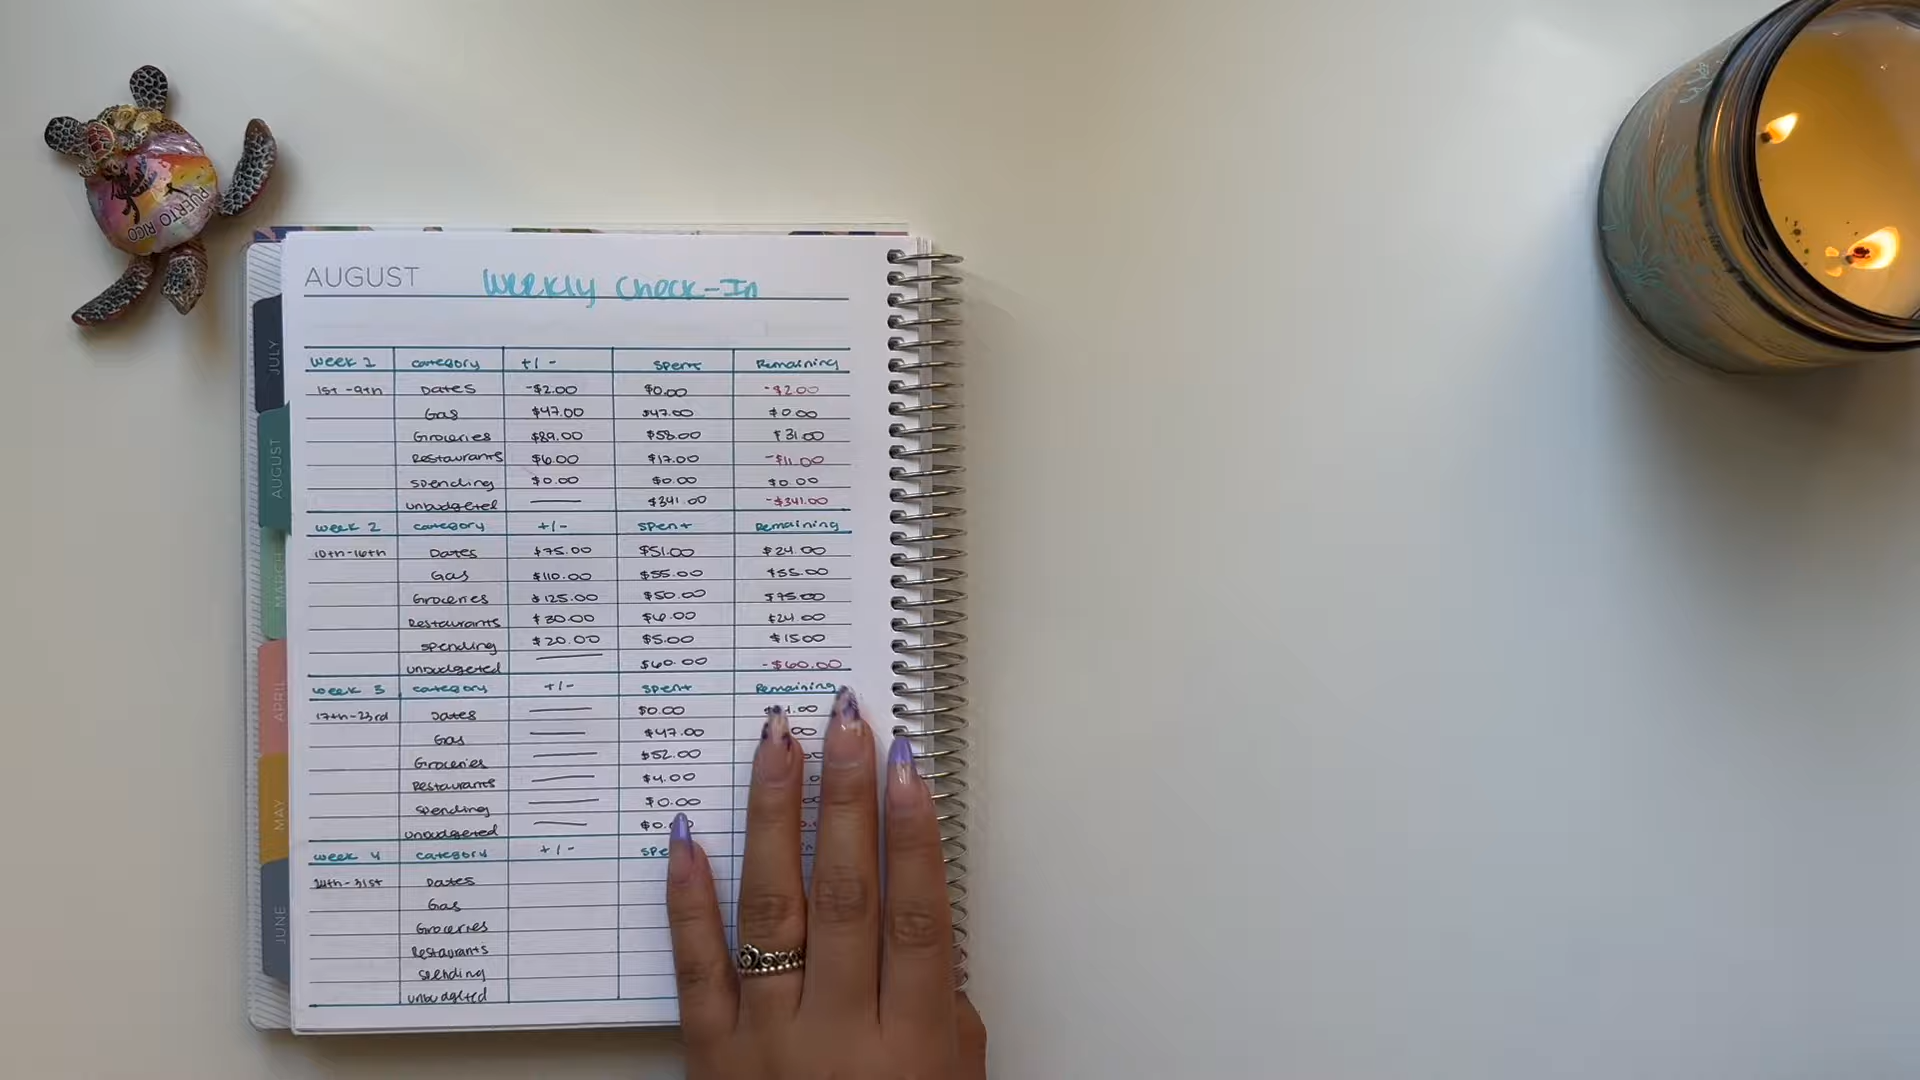 PUERTO RICO
AUGUST Weekly Check-In
Week 1 category +/- Spent Remaining
1st-9th Dates -$2.00 $0.00 -$2.00
Gas $47.00 $47.00 $0.00
Groceries $89.00 $58.00 $31.00
Restaurants $6.00 $17.00 -$11.00
Spending $0.00 $0.00 $0.00
unbudgeted — $341.00 -$341.00
Week 2 category +/- Spent Remaining
10th-16th Dates $75.00 $51.00 $24.00
Gas $110.00 $55.00 $55.00
Groceries $125.00 $50.00 $75.00
Restaurants $30.00 $6.00 $24.00
spending $20.00 $5.00 $15.00
unbudgeted — $60.00 -$60.00
Week 3 category +/- Spent Remaining
17th-23rd Dates — $0.00
Gas — $47.00
Groceries — $52.00
Restaurants — $4.00
spending — $0.00
unbudgeted —
Week 4 category +/-
24th-31st Dates
Gas
Groceries
Restaurants
spending
unbudgeted
JULY
AUGUST
MARCH
APRIL
MAY
JUNE